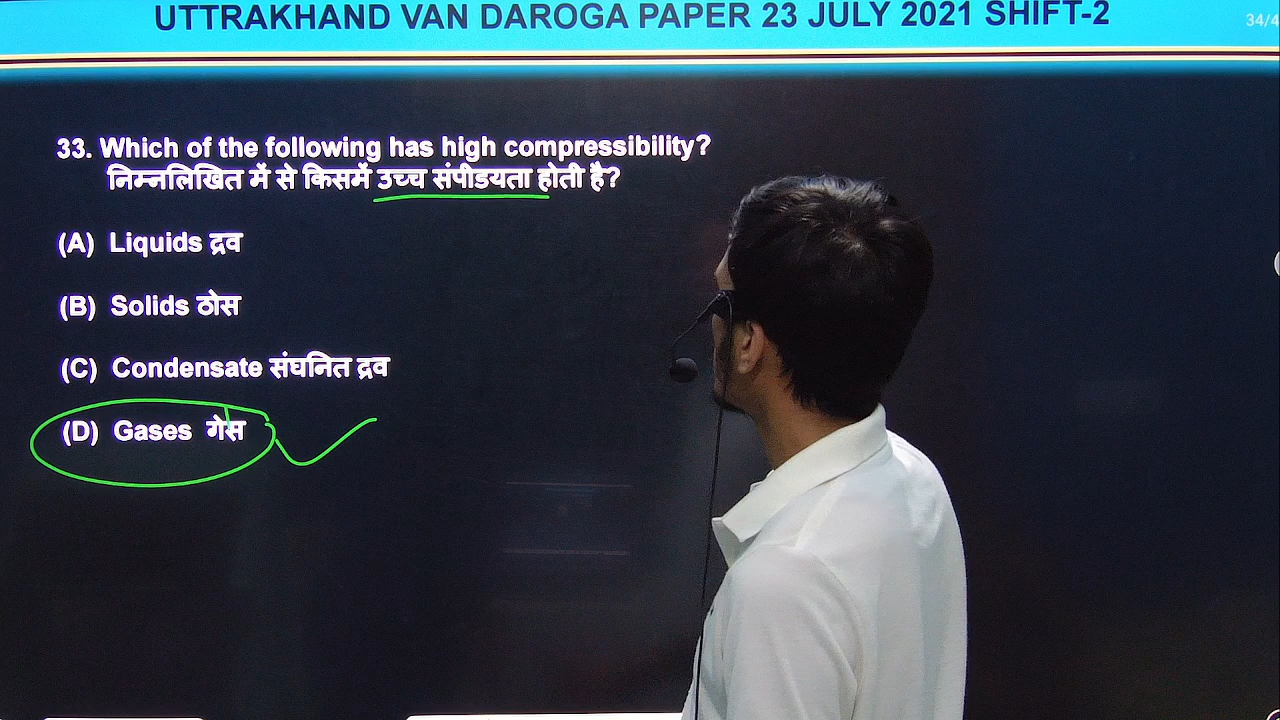 UTTRAKHAND VAN DAROGA PAPER 23 JULY 2021 SHIFT-2
34/4
33. Which of the following has high compressibility?
निम्नलिखित में से किसमें उच्च संपीडयता होती है?
(A) Liquids द्रव
(B) Solids ठोस
(C) Condensate संघनित द्रव
(D) Gases गेस